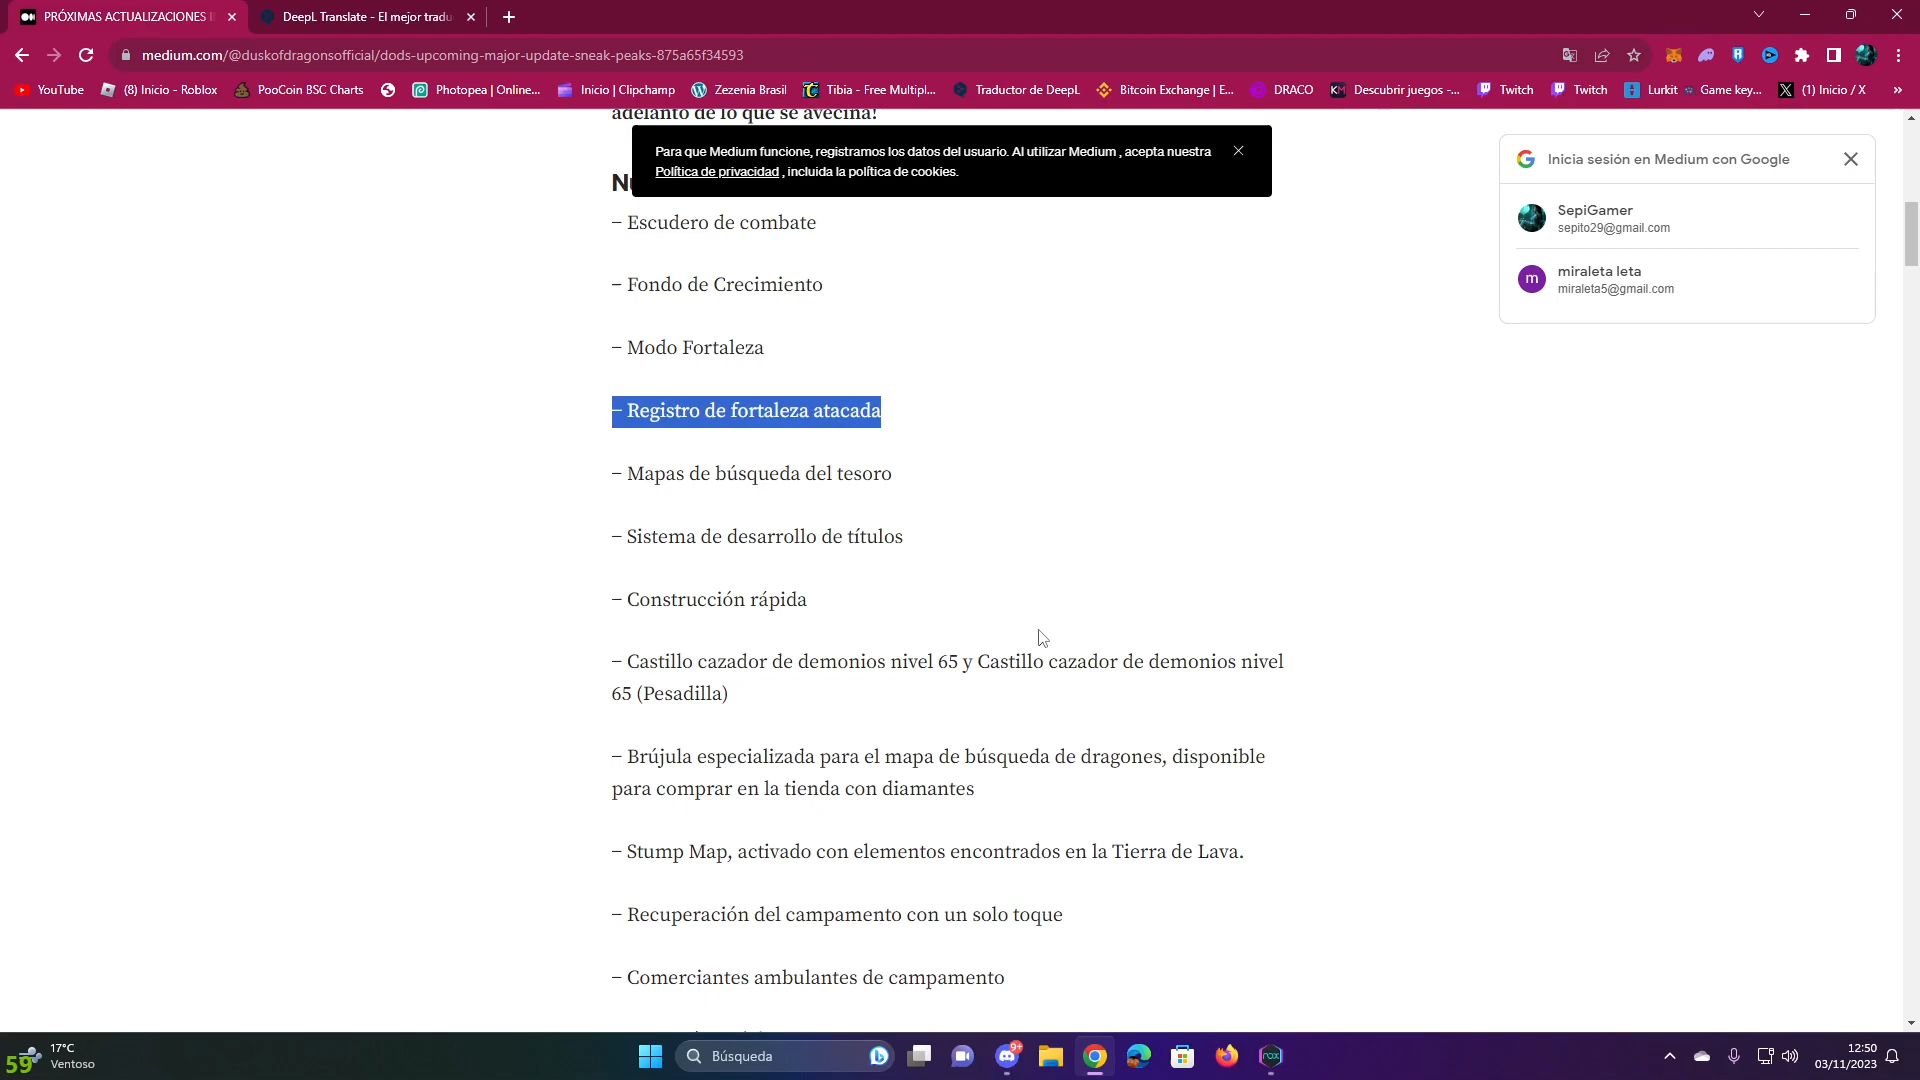 PRÓXIMAS ACTUALIZACIONES
DeepL Translate - El mejor tradu
medium.com/@duskofdragonsofficial/dods-upcoming-major-update-sneak-peaks-875a65f34593
YouTube
(8) Inicio - Roblox
PooCoin BSC Charts
Photopea | Online...
Inicio | Clipchamp
Zezenia Brasil
Tibia - Free Multipl...
Traductor de DeepL
Bitcoin Exchange | E...
DRACO
Descubrir juegos -...
Twitch
Twitch
Lurkit
Game key...
(1) Inicio / X
»
adelanto de lo que se avecina!
Para que Medium funcione, registramos los datos del usuario. Al utilizar Medium , acepta nuestra
Política de privacidad , incluida la política de cookies.
– Escudero de combate
– Fondo de Crecimiento
– Modo Fortaleza
– Registro de fortaleza atacada
– Mapas de búsqueda del tesoro
– Sistema de desarrollo de títulos
– Construcción rápida
– Castillo cazador de demonios nivel 65 y Castillo cazador de demonios nivel
65 (Pesadilla)
– Brújula especializada para el mapa de búsqueda de dragones, disponible
para comprar en la tienda con diamantes
– Stump Map, activado con elementos encontrados en la Tierra de Lava.
– Recuperación del campamento con un solo toque
– Comerciantes ambulantes de campamento
Inicia sesión en Medium con Google
SepiGamer
sepito29@gmail.com
m
miraleta leta
miraleta5@gmail.com
59
17°C
Ventoso
Búsqueda
9+
nox
12:50
03/11/2023